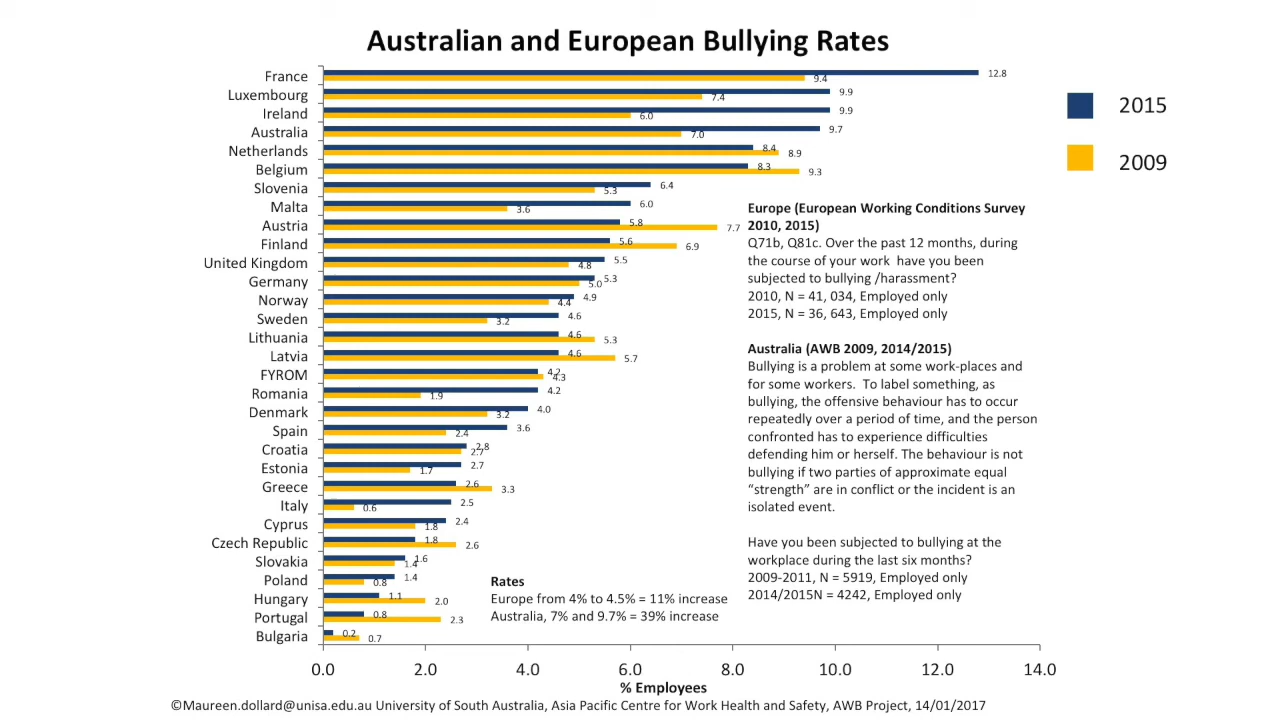 Australian and European Bullying Rates
France 12.8 9.4
Luxembourg 9.9 7.4
Ireland 9.9 6.0
Australia 9.7 7.0
Netherlands 8.4 8.9
Belgium 8.3 9.3
Slovenia 6.4 5.3
Malta 6.0 3.6
Austria 5.8 7.7
Finland 5.6 6.9
United Kingdom 5.5 4.8
Germany 5.3 5.0
Norway 4.9 4.4
Sweden 4.6 3.2
Lithuania 4.6 5.3
Latvia 4.6 5.7
FYROM 4.2 4.3
Romania 4.2 1.9
Denmark 4.0 3.2
Spain 3.6 2.4
Croatia 2.8 2.7
Estonia 2.7 1.7
Greece 2.6 3.3
Italy 2.5 0.6
Cyprus 2.4 1.8
Czech Republic 1.8 2.6
Slovakia 1.6 1.4
Poland 1.4 0.8
Hungary 1.1 2.0
Portugal 0.8 2.3
Bulgaria 0.2 0.7
0.0 2.0 4.0 6.0 8.0 10.0 12.0 14.0
% Employees
2015
2009
Europe (European Working Conditions Survey
2010, 2015)
Q71b, Q81c. Over the past 12 months, during
the course of your work have you been
subjected to bullying /harassment?
2010, N = 41, 034, Employed only
2015, N = 36, 643, Employed only
Australia (AWB 2009, 2014/2015)
Bullying is a problem at some work-places and
for some workers. To label something, as
bullying, the offensive behaviour has to occur
repeatedly over a period of time, and the person
confronted has to experience difficulties
defending him or herself. The behaviour is not
bullying if two parties of approximate equal
“strength” are in conflict or the incident is an
isolated event.
Have you been subjected to bullying at the
workplace during the last six months?
2009-2011, N = 5919, Employed only
2014/2015N = 4242, Employed only
Rates
Europe from 4% to 4.5% = 11% increase
Australia, 7% and 9.7% = 39% increase
©Maureen.dollard@unisa.edu.au University of South Australia, Asia Pacific Centre for Work Health and Safety, AWB Project, 14/01/2017